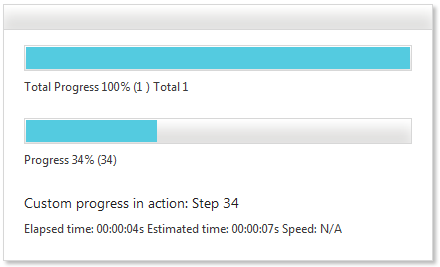 Total Progress 100% (1 ) Total 1
Progress 34% (34)
Custom progress in action: Step 34
Elapsed time: 00:00:04s Estimated time: 00:00:07s Speed: N/A